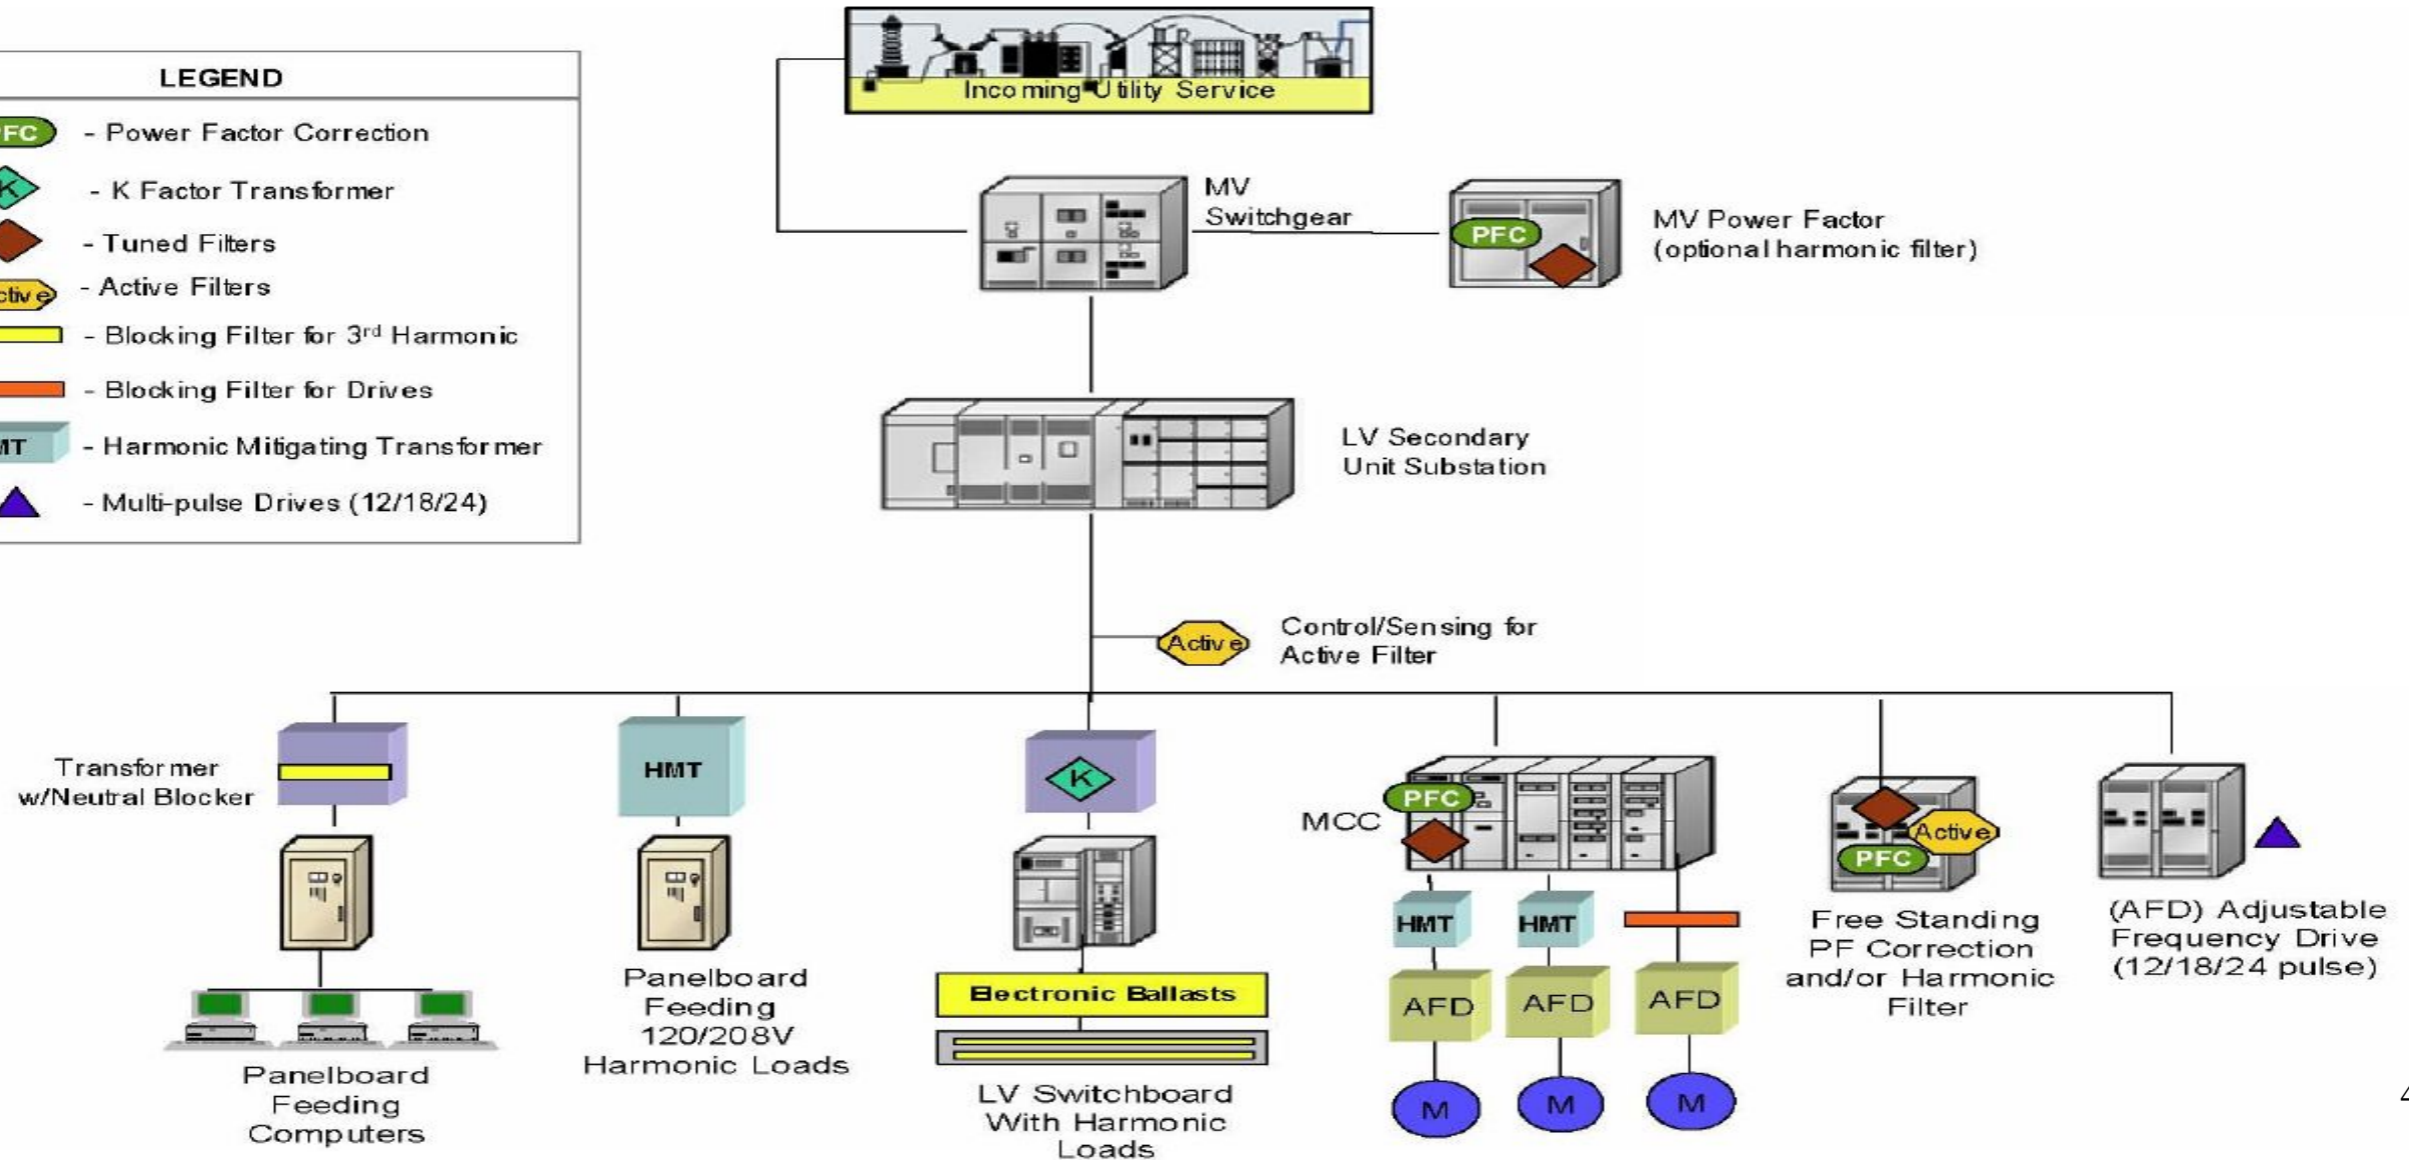 Incoming Utility Service
LEGEND
FC
- Power Factor Correction
K
- K Factor Transformer
- Tuned Filters
ctive
- Active Filters
- Blocking Filter for 3rd Harmonic
- Blocking Filter for Drives
MT
- Harmonic Mitigating Transformer
- Multi-pulse Drives (12/18/24)
MV
Switchgear
PFC
MV Power Factor
(optional harmonic filter)
LV Secondary
Unit Substation
Active
Control/Sensing for
Active Filter
Transformer
w/Neutral Blocker
Panelboard
Feeding
Computers
HMT
Panelboard
Feeding
120/208V
Harmonic Loads
K
Electronic Ballasts
LV Switchboard
With Harmonic
Loads
MCC
PFC
HMT
HMT
AFD
AFD
AFD
M
M
M
Active
PFC
Free Standing
PF Correction
and/or Harmonic
Filter
(AFD) Adjustable
Frequency Drive
(12/18/24 pulse)
4